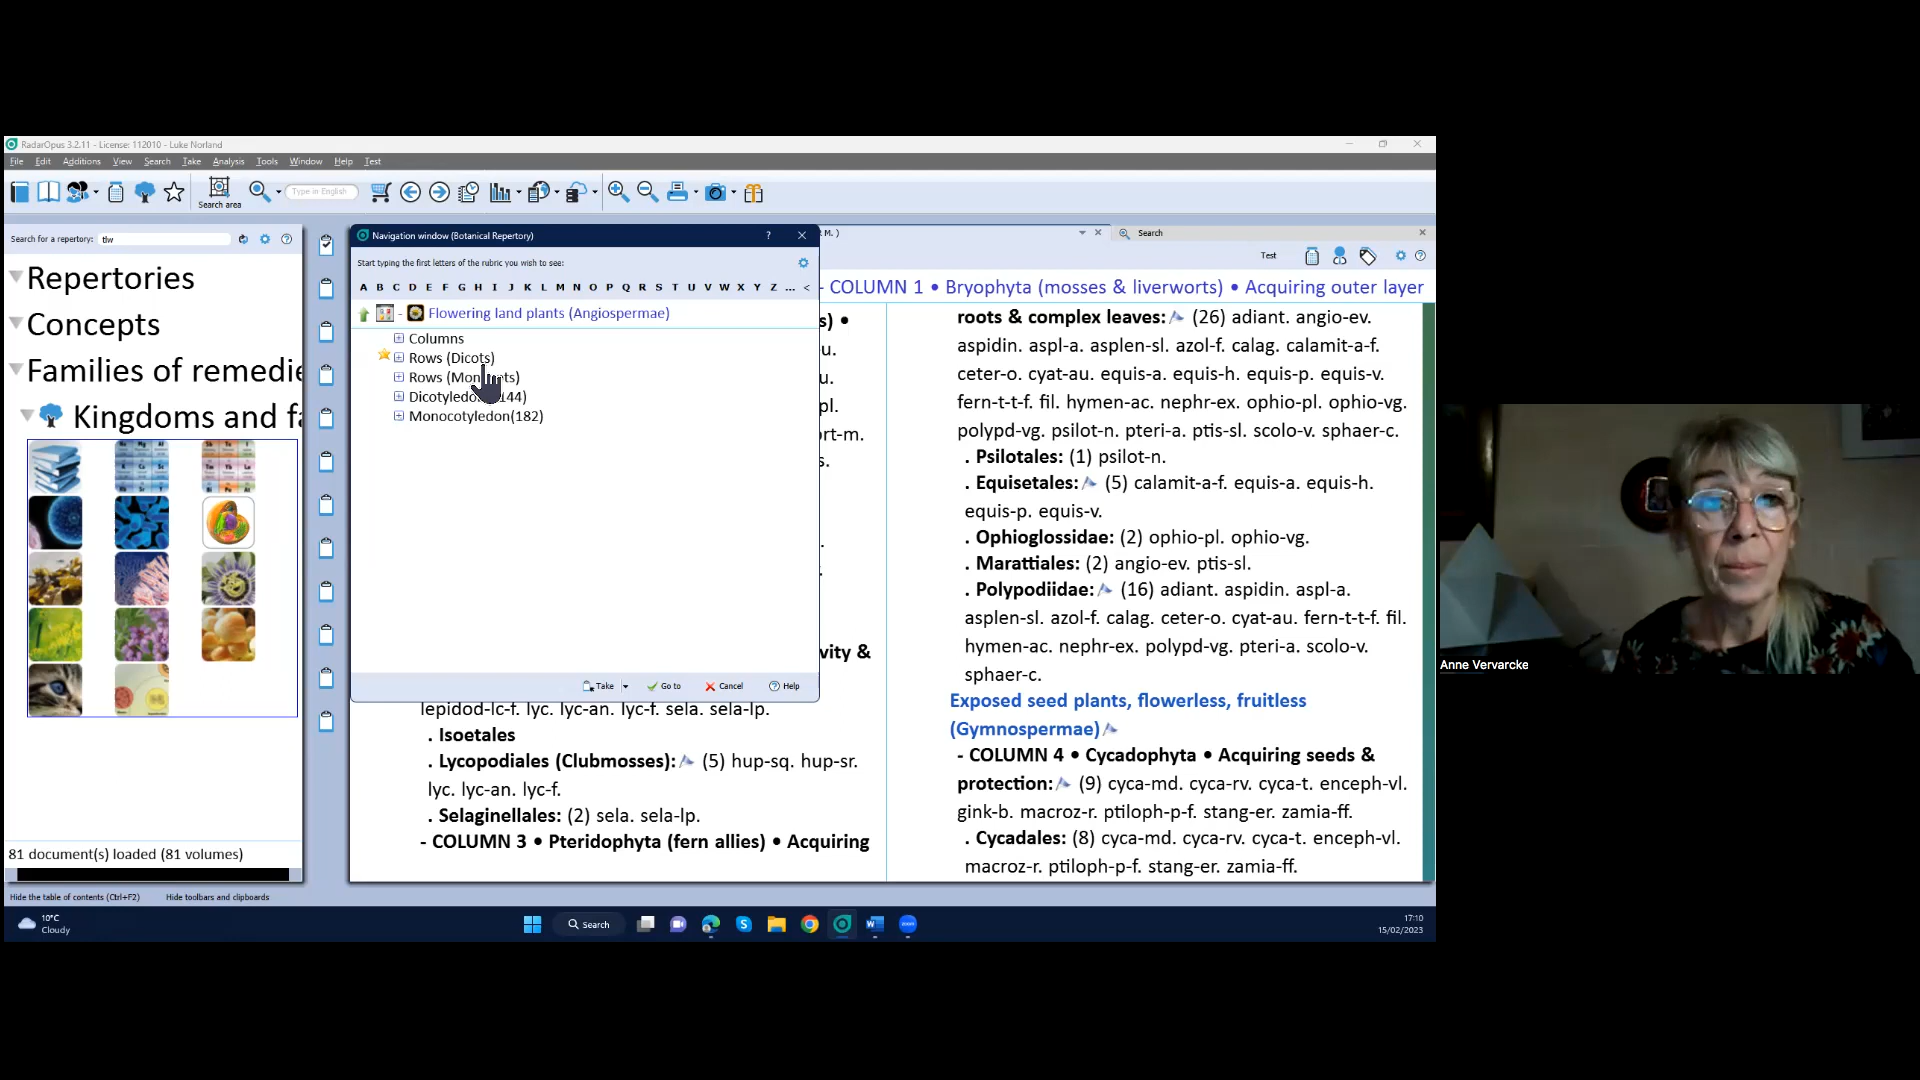 RadarOpus 3.2.11 - License: 112010 - Luke Norland
File Edit Additions View Search Take Analysis Tools Window Help Test
Search area
Type in English
Search for a repertory: tlw
Repertories
Concepts
Families of remedie
Kingdoms and fa
81 document(s) loaded (81 volumes)
Navigation window (Botanical Repertory)
Start typing the first letters of the rubric you wish to see:
A B C D E F G H I J K L M N O P Q R S T U V W X Y Z ... <
- Flowering land plants (Angiospermae)
Columns
Rows (Dicots)
Rows (Mon ts)
Monocotyledon(182)
Take Go to Cancel Help
M. )
Search
Test
- COLUMN 1 • Bryophyta (mosses & liverworts) • Acquiring outer layer
s) •
u.
u.
pl.
rt-m.
s.
vity &
lepidod-lc-f. lyc. lyc-an. lyc-f. sela. sela-lp.
. Isoetales
. Lycopodiales (Clubmosses): (5) hup-sq. hup-sr.
lyc. lyc-an. lyc-f.
. Selaginellales: (2) sela. sela-lp.
- COLUMN 3 • Pteridophyta (fern allies) • Acquiring
roots & complex leaves: (26) adiant. angio-ev.
aspidin. aspl-a. asplen-sl. azol-f. calag. calamit-a-f.
ceter-o. cyat-au. equis-a. equis-h. equis-p. equis-v.
fern-t-t-f. fil. hymen-ac. nephr-ex. ophio-pl. ophio-vg.
polypd-vg. psilot-n. pteri-a. ptis-sl. scolo-v. sphaer-c.
. Psilotales: (1) psilot-n.
. Equisetales: (5) calamit-a-f. equis-a. equis-h.
equis-p. equis-v.
. Ophioglossidae: (2) ophio-pl. ophio-vg.
. Marattiales: (2) angio-ev. ptis-sl.
. Polypodiidae: (16) adiant. aspidin. aspl-a.
asplen-sl. azol-f. calag. ceter-o. cyat-au. fern-t-t-f. fil.
hymen-ac. nephr-ex. polypd-vg. pteri-a. scolo-v.
sphaer-c.
Exposed seed plants, flowerless, fruitless
(Gymnospermae)
- COLUMN 4 • Cycadophyta • Acquiring seeds &
protection: (9) cyca-md. cyca-rv. cyca-t. enceph-vl.
gink-b. macroz-r. ptiloph-p-f. stang-er. zamia-ff.
. Cycadales: (8) cyca-md. cyca-rv. cyca-t. enceph-vl.
macroz-r. ptiloph-p-f. stang-er. zamia-ff.
Hide the table of contents (Ctrl+F2) Hide toolbars and clipboards
10°C
Cloudy
Search
17:10
15/02/2023
Anne Vervarcke